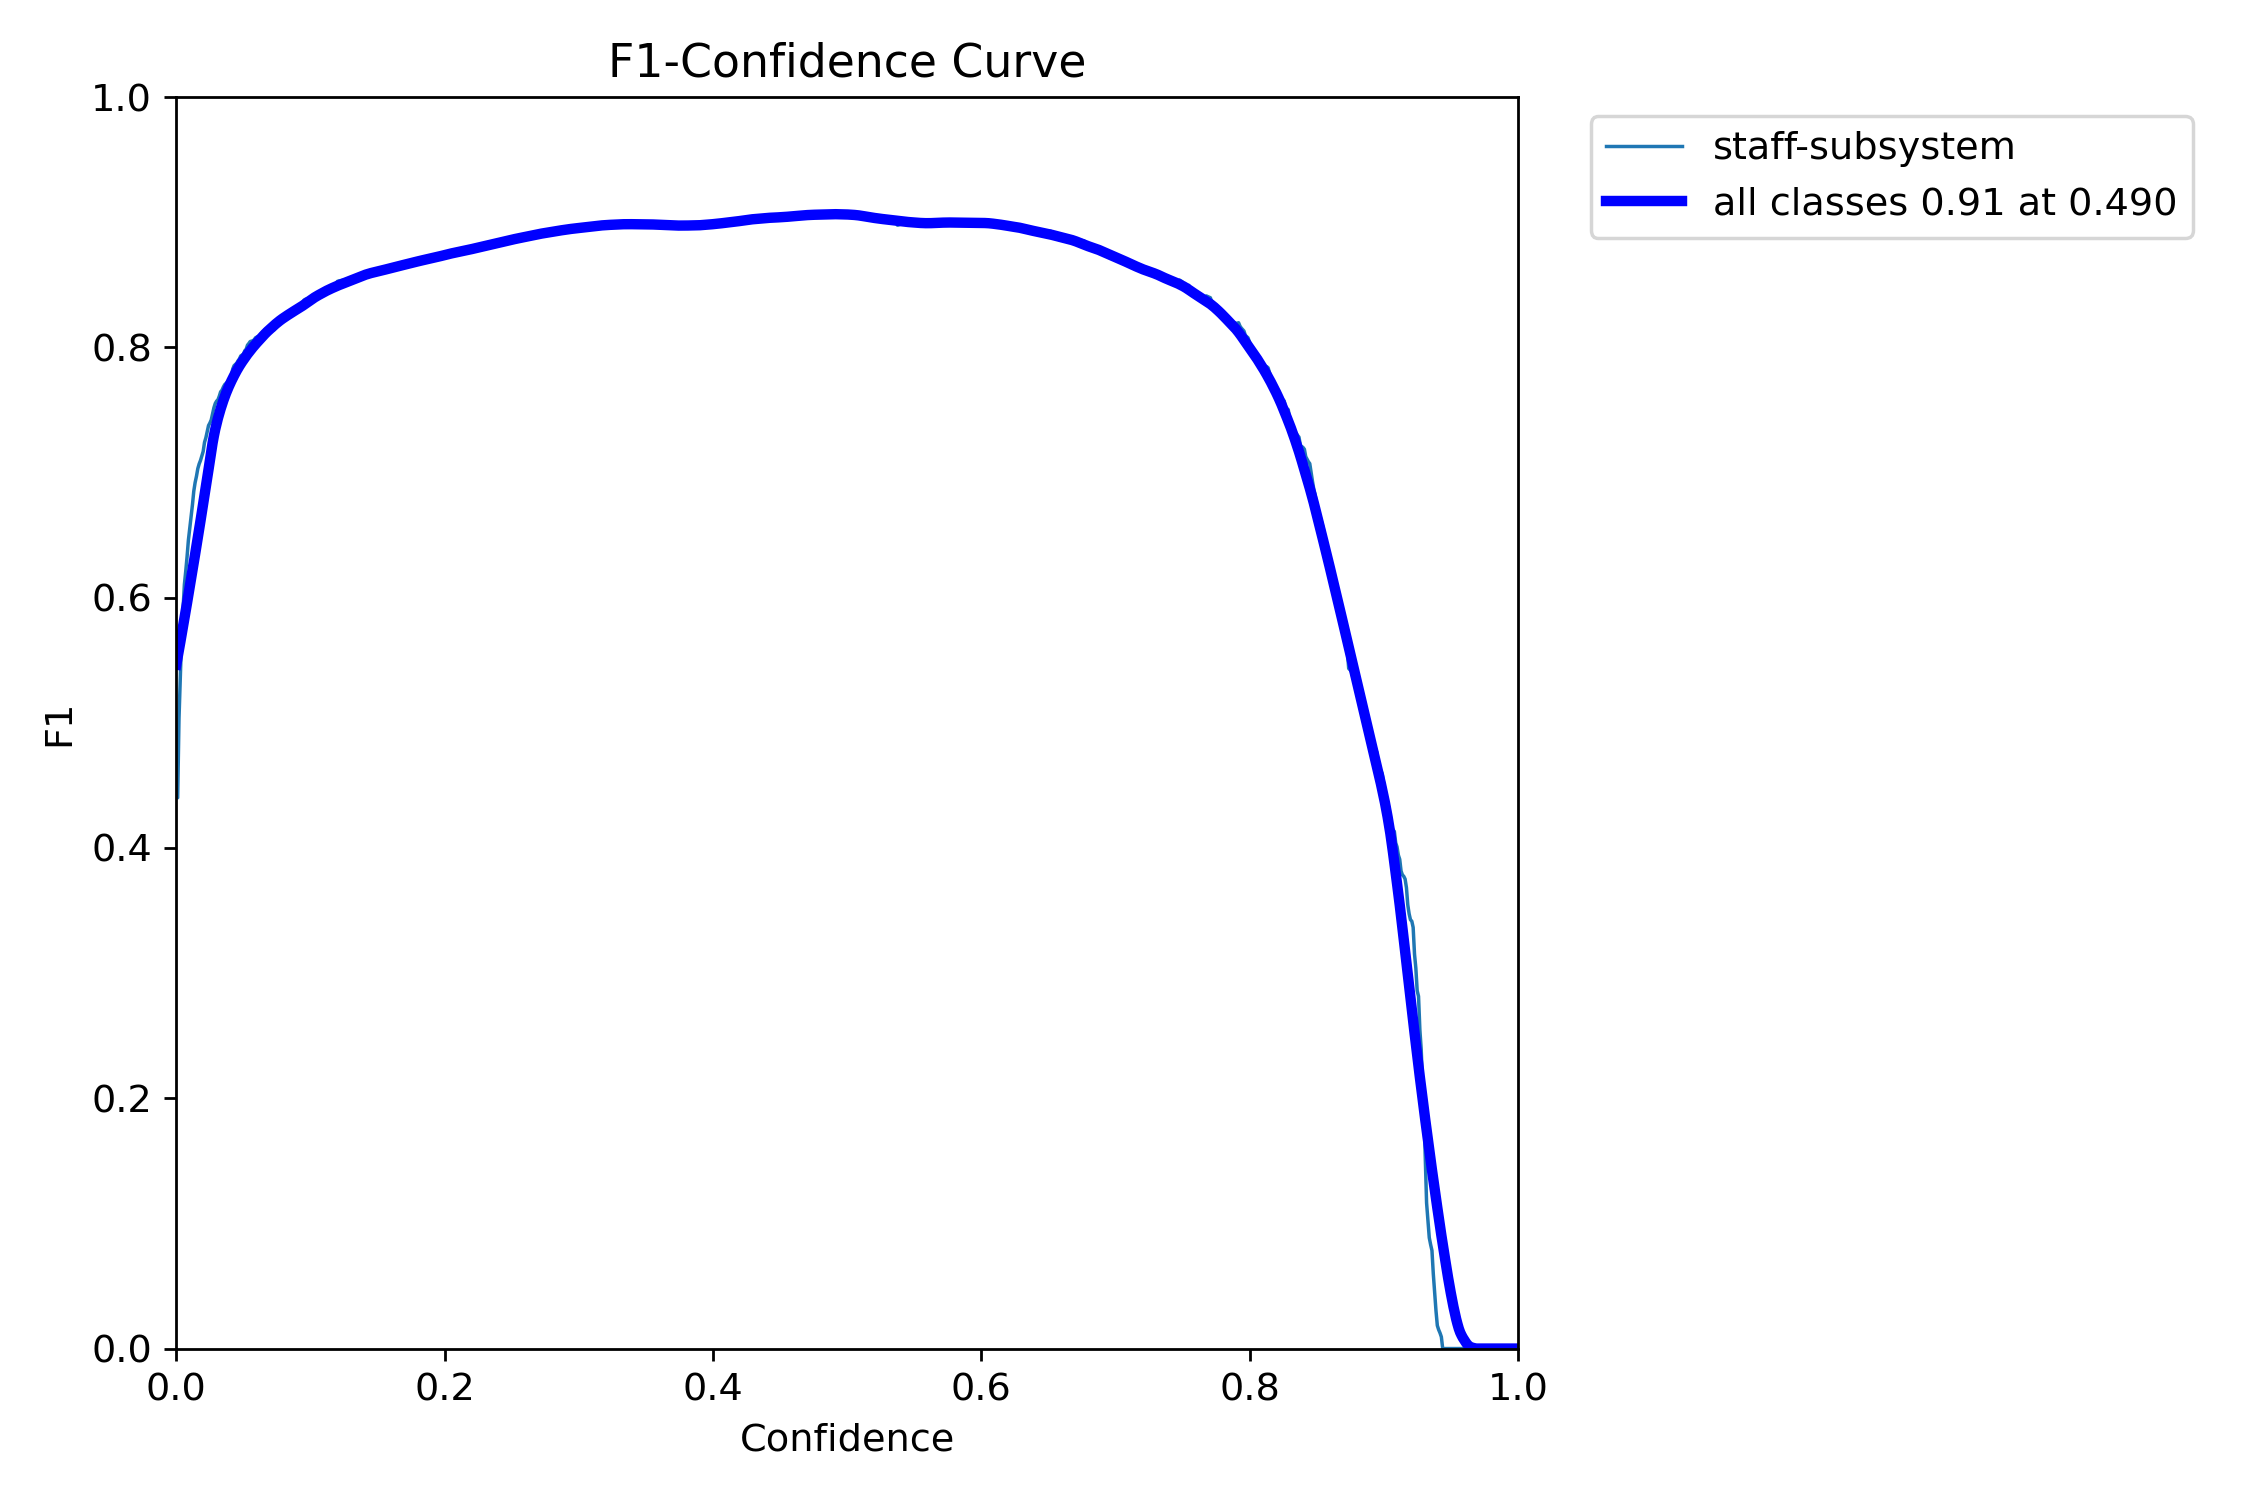 F1-Confidence Curve
staff-subsystem
all classes 0.91 at 0.490
1.0
0.8
0.6
0.4
0.2
0.0
F1
0.0 0.2 0.4 0.6 0.8 1.0
Confidence